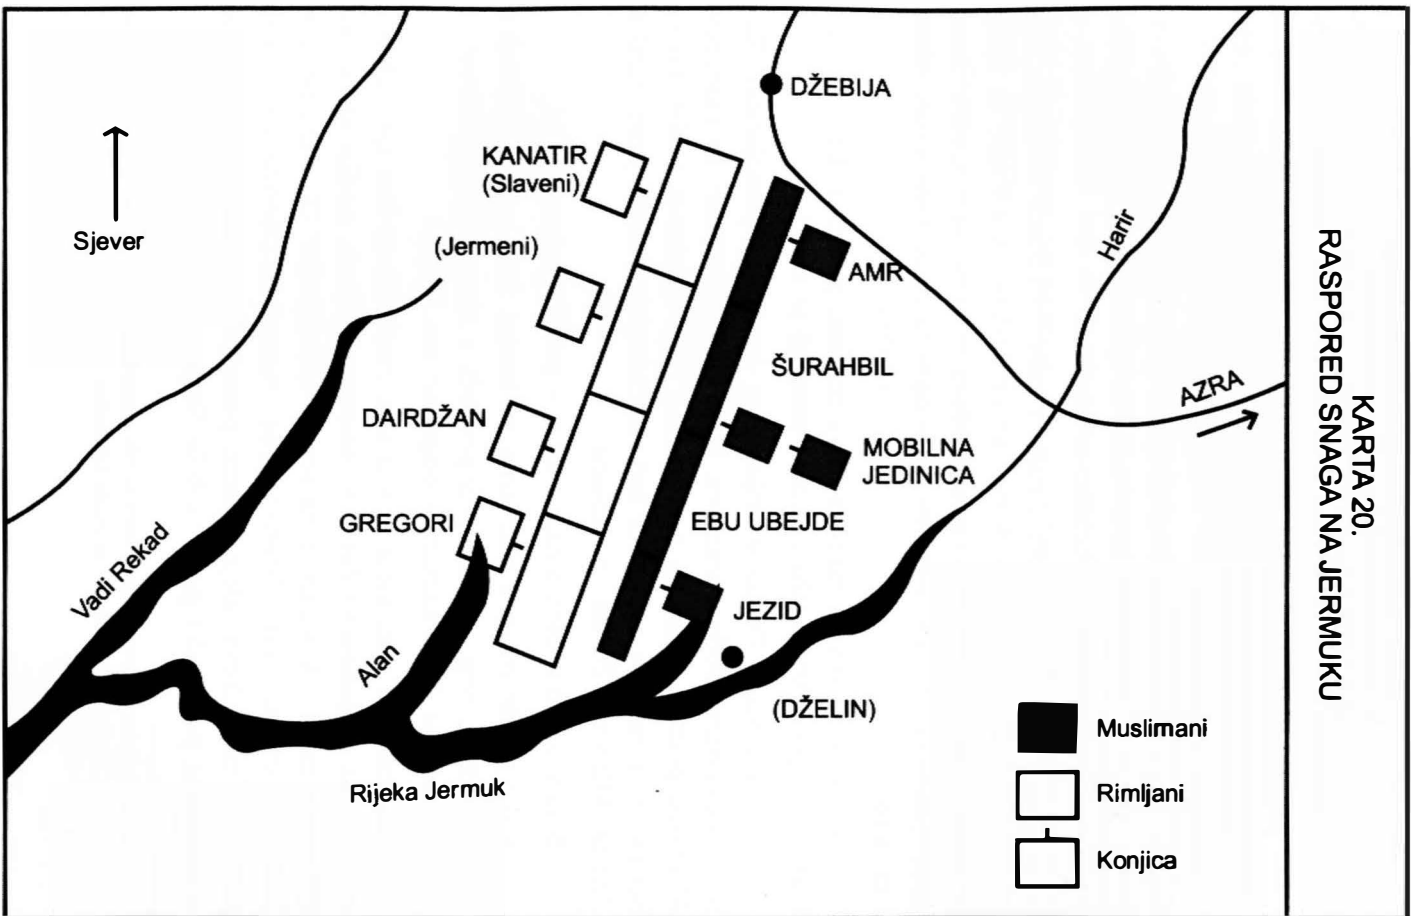 DŽEBIJA
KANATIR
(Slaveni)
Sjever
(Jermeni)
Harir
AMR
ŠURAHBIL
AZRA
DAIRDŽAN
MOBILNA
JEDINICA
GREGORI
EBU UBEJDE
Vadi Rekad
JEZID
Alan
(DŽELIN)
Rijeka Jermuk
Muslimani
Rimljani
Konjica
KARTA 20.
RASPORED SNAGA NA JERMUKU